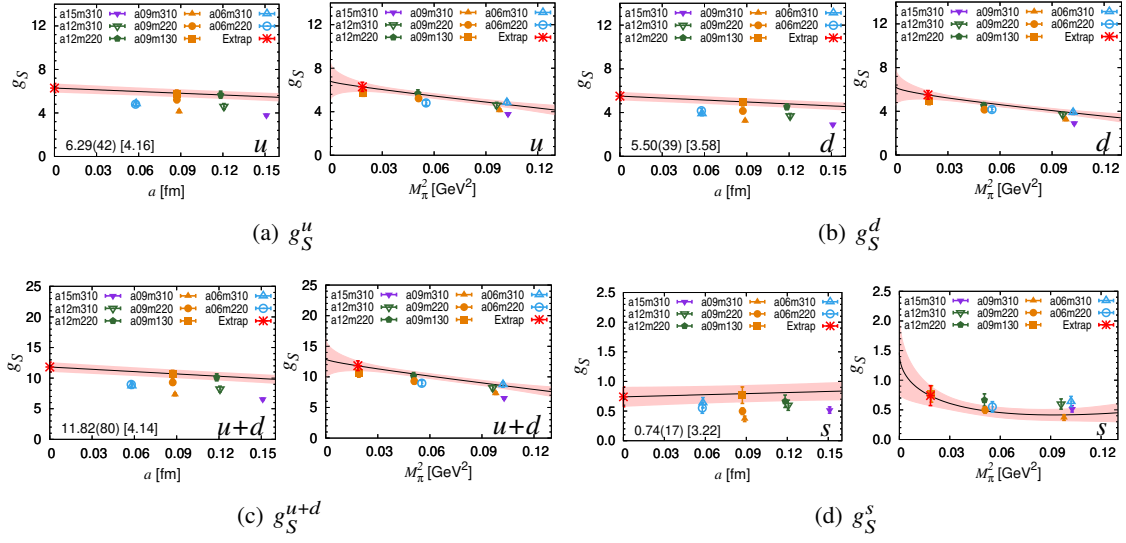 a15m310 a09m310 a06m310
a12m310 a09m220 a06m220
a12m220 a09m130 Extrap
g_S
12
8
4
0
6.29(42) [4.16]
u
0 0.03 0.06 0.09 0.12 0.15
a [fm]
a15m310 a09m310 a06m310
a12m310 a09m220 a06m220
a12m220 a09m130 Extrap
12
8
4
0
u
0 0.03 0.06 0.09 0.12
M_π^2 [GeV^2]
(a) g_S^u
a15m310 a09m310 a06m310
a12m310 a09m220 a06m220
a12m220 a09m130 Extrap
g_S
12
8
4
0
5.50(39) [3.58]
d
0 0.03 0.06 0.09 0.12 0.15
a [fm]
a15m310 a09m310 a06m310
a12m310 a09m220 a06m220
a12m220 a09m130 Extrap
12
8
4
0
d
0 0.03 0.06 0.09 0.12
M_π^2 [GeV^2]
(b) g_S^d
a15m310 a09m310 a06m310
a12m310 a09m220 a06m220
a12m220 a09m130 Extrap
g_S
25
20
15
10
5
0
11.82(80) [4.14]
u+d
0 0.03 0.06 0.09 0.12 0.15
a [fm]
a15m310 a09m310 a06m310
a12m310 a09m220 a06m220
a12m220 a09m130 Extrap
25
20
15
10
5
0
u+d
0 0.03 0.06 0.09 0.12
M_π^2 [GeV^2]
(c) g_S^{u+d}
a15m310 a09m310 a06m310
a12m310 a09m220 a06m220
a12m220 a09m130 Extrap
g_S
2.5
2.0
1.5
1.0
0.5
0.0
0.74(17) [3.22]
s
0 0.03 0.06 0.09 0.12 0.15
a [fm]
a15m310 a09m310 a06m310
a12m310 a09m220 a06m220
a12m220 a09m130 Extrap
2.5
2.0
1.5
1.0
0.5
0.0
s
0 0.03 0.06 0.09 0.12
M_π^2 [GeV^2]
(d) g_S^s